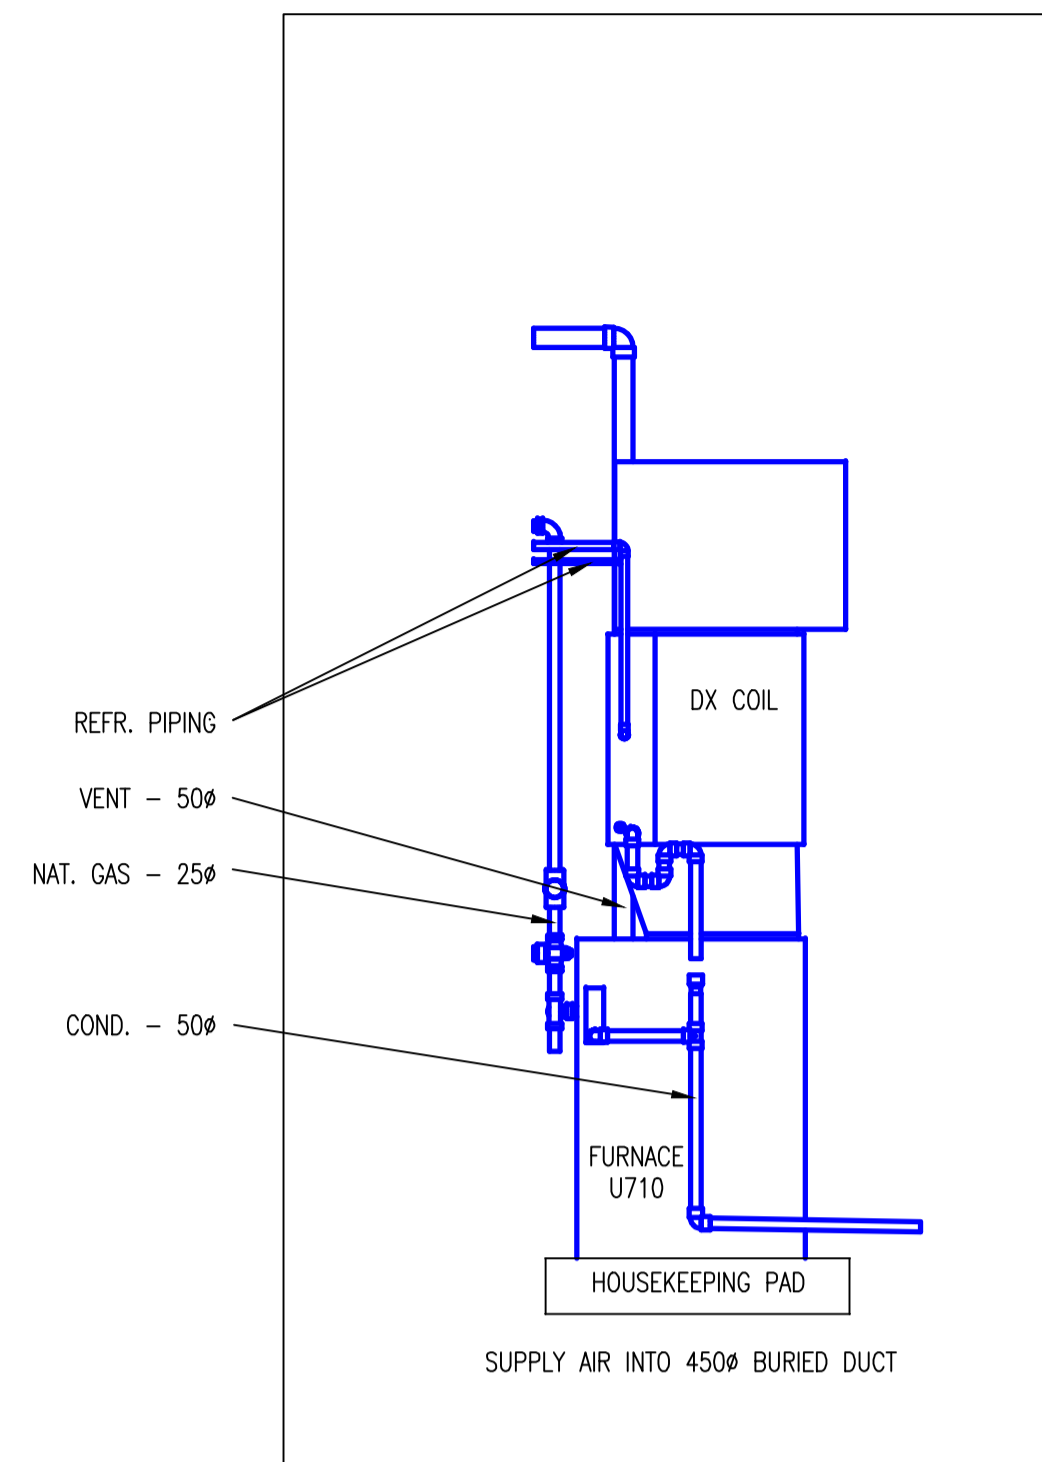 DX COIL
REFR. PIPING
VENT – 50ø
NAT. GAS – 25ø
COND. – 50ø
FURNACE
U710
HOUSEKEEPING PAD
SUPPLY AIR INTO 450ø BURIED DUCT